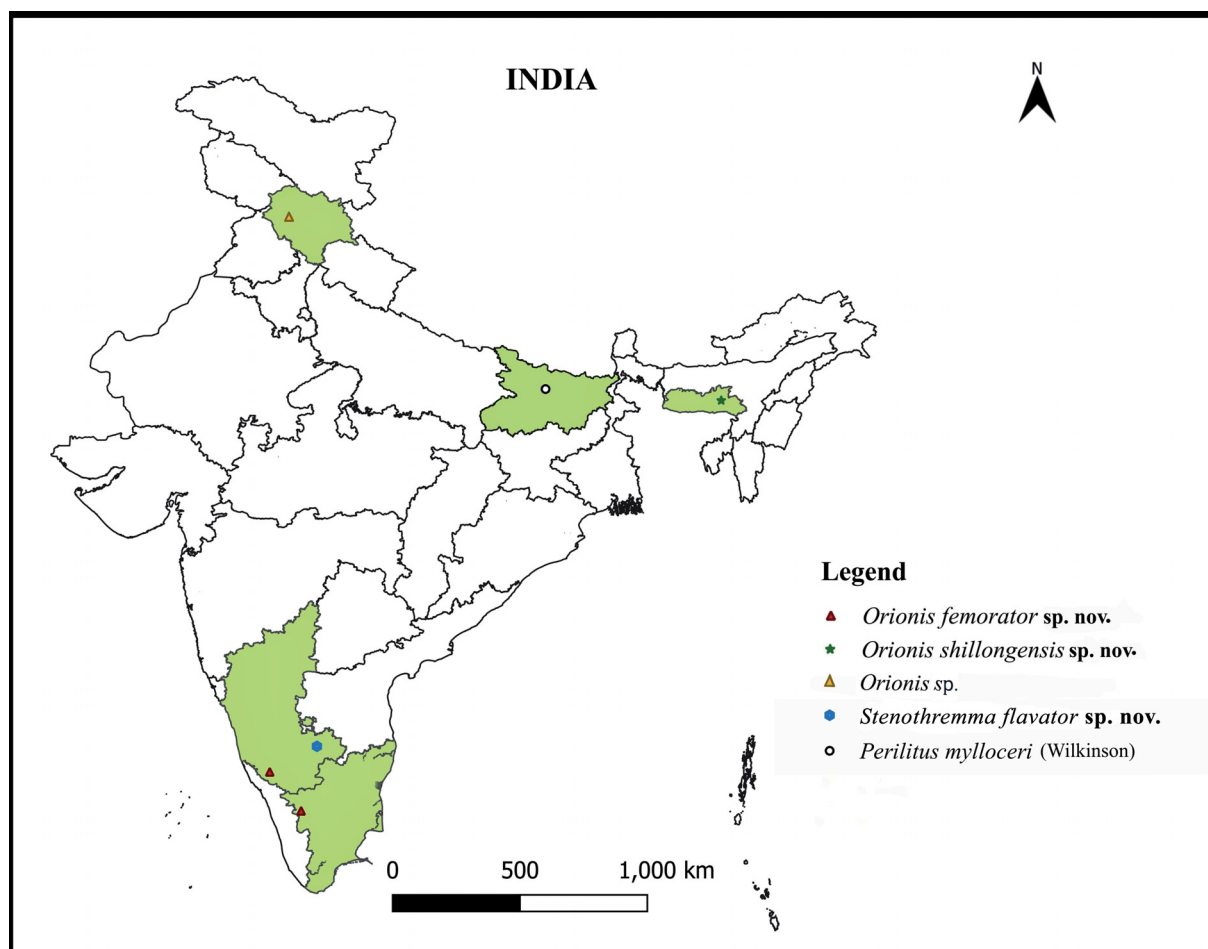 INDIA
N
Legend
Orionis femorator sp. nov.
Orionis shillongensis sp. nov.
Orionis sp.
Stenothremma flavator sp. nov.
Perilitus mylloceri (Wilkinson)
0 500 1,000 km